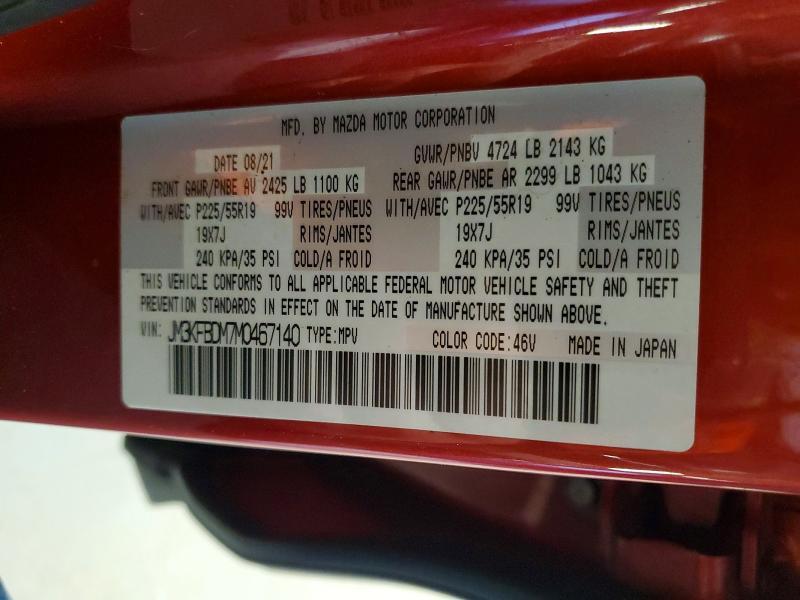 MFD. BY MAZDA MOTOR CORPORATION
DATE 08/21 GVWR/PNBV 4724 LB 2143 KG
FRONT GAWR/PNBE AV 2425 LB 1100 KG REAR GAWR/PNBE AR 2299 LB 1043 KG
WITH/AVEC P225/55R19 99V TIRES/PNEUS WITH/AVEC P225/55R19 99V TIRES/PNEUS
19X7J RIMS/JANTES 19X7J RIMS/JANTES
240 KPA/35 PSI COLD/A FROID 240 KPA/35 PSI COLD/A FROID
THIS VEHICLE CONFORMS TO ALL APPLICABLE FEDERAL MOTOR VEHICLE SAFETY AND THEFT
PREVENTION STANDARDS IN EFFECT ON THE DATE OF MANUFACTURE SHOWN ABOVE.
VIN: JM3KFBDM7M0467140 TYPE:MPV COLOR CODE:46V MADE IN JAPAN